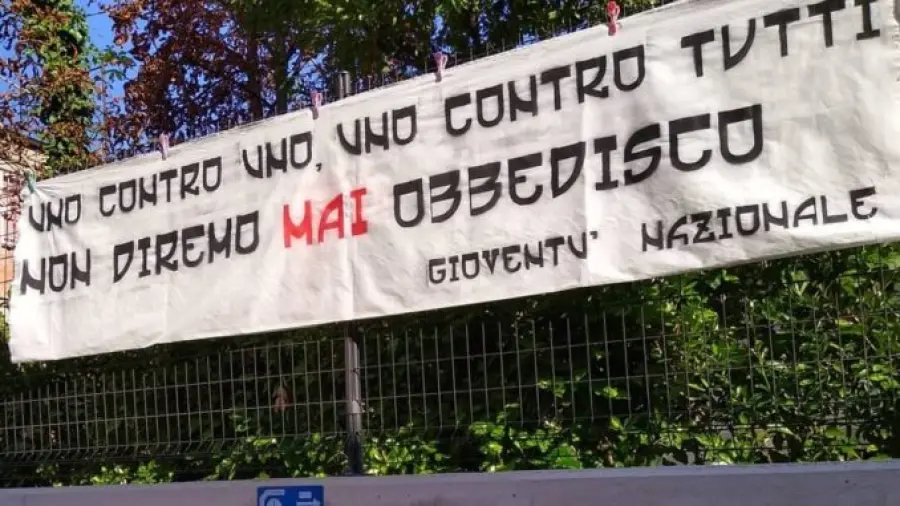 UNO CONTRO UNO, UNO CONTRO TUTTI
NON DIREMO MAI OBBEDISCO
GIOVENTU' NAZIONALE